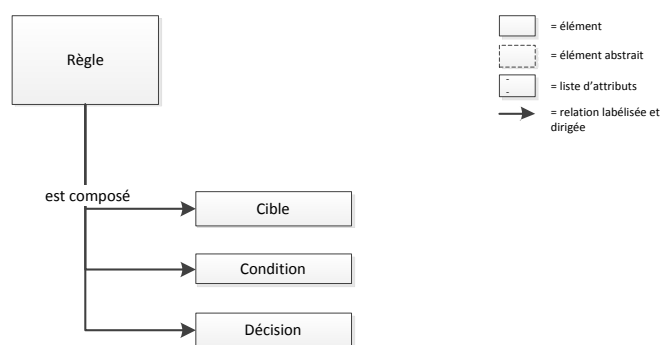 Règle
est composé
Cible
Condition
Décision
= élément
= élément abstrait
= liste d'attributs
= relation labélisée et
dirigée